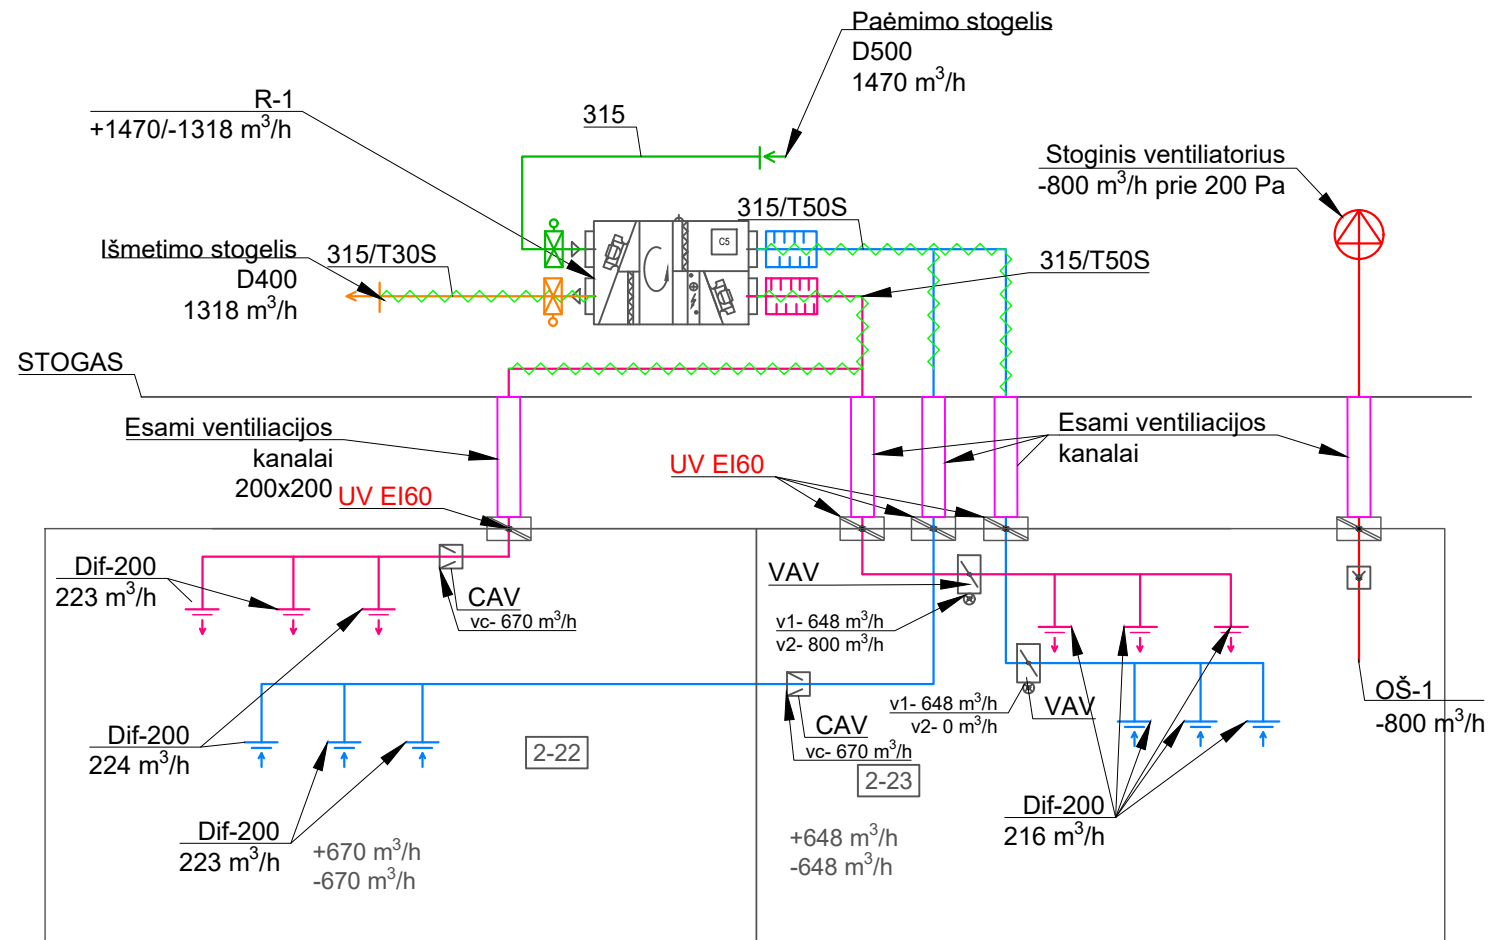 Paėmimo stogelis
D500
1470 m³/h
R-1
+1470/-1318 m³/h
315
Stoginis ventiliatorius
-800 m³/h prie 200 Pa
315/T50S
C5
Išmetimo stogelis
D400
1318 m³/h
315/T30S
315/T50S
STOGAS
Esami ventiliacijos
kanalai
200x200
UV EI60
UV EI60
Esami ventiliacijos
kanalai
Dif-200
223 m³/h
CAV
vc- 670 m³/h
VAV
v1- 648 m³/h
v2- 800 m³/h
v1- 648 m³/h
v2- 0 m³/h
VAV
OŠ-1
-800 m³/h
CAV
vc- 670 m³/h
Dif-200
224 m³/h
2-22
2-23
Dif-200
223 m³/h
+670 m³/h
-670 m³/h
+648 m³/h
-648 m³/h
Dif-200
216 m³/h